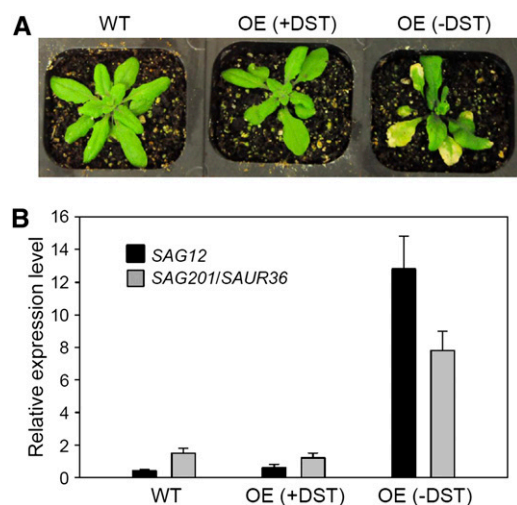 A
WT
OE (+DST)
OE (-DST)
B
Relative expression level
16
14
12
10
8
6
4
2
0
SAG12
SAG201/SAUR36
WT
OE (+DST)
OE (-DST)